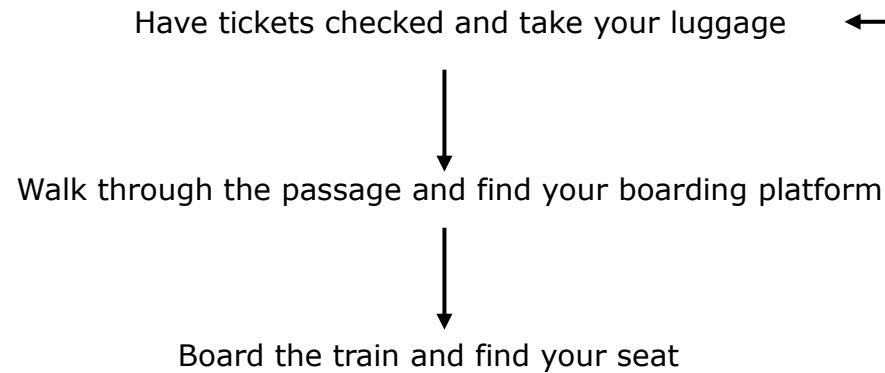 Have tickets checked and take your luggage
Walk through the passage and find your boarding platform
Board the train and find your seat